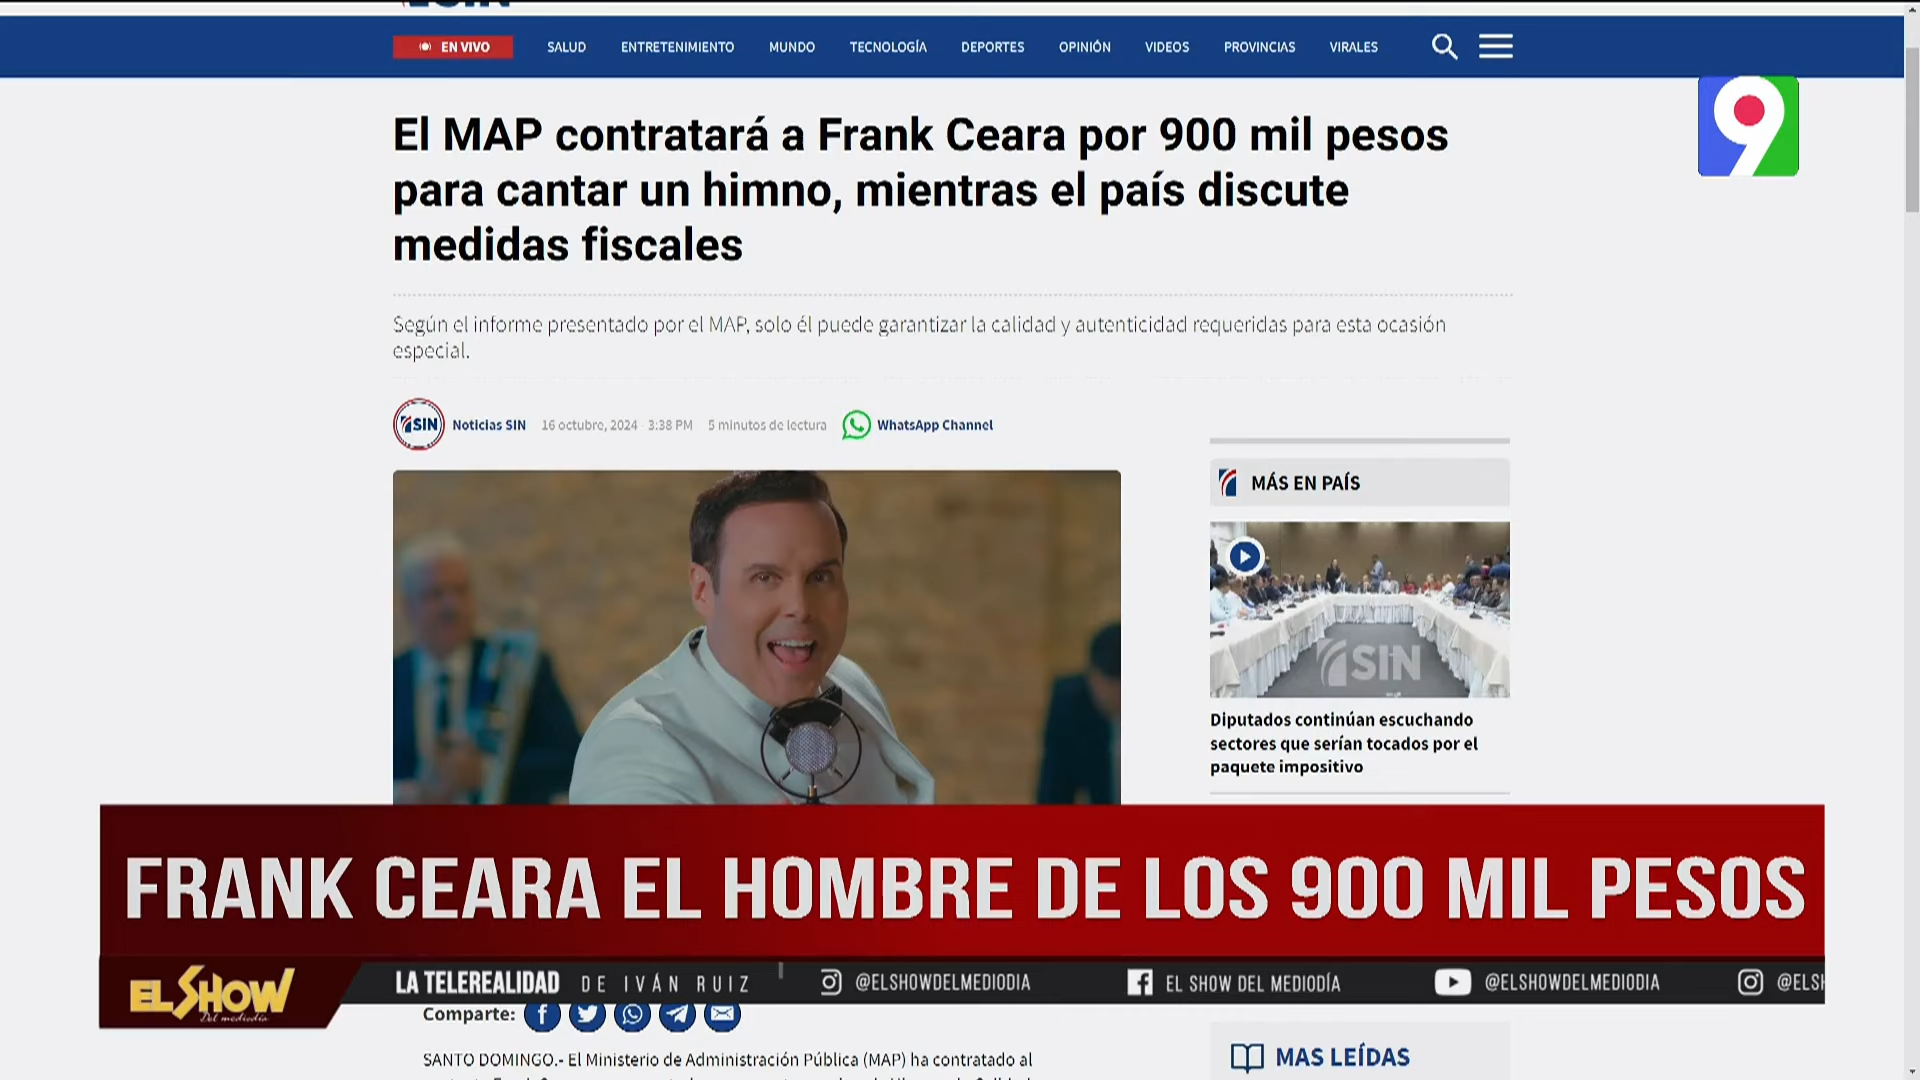 EN VIVO SALUD ENTRETENIMIENTO MUNDO TECNOLOGÍA DEPORTES OPINIÓN VIDEOS PROVINCIAS VIRALES
9
El MAP contratará a Frank Ceara por 900 mil pesos
para cantar un himno, mientras el país discute
medidas fiscales
Según el informe presentado por el MAP, solo él puede garantizar la calidad y autenticidad requeridas para esta ocasión
especial.
SIN Noticias SIN 16 octubre, 2024 3:38 PM 5 minutos de lectura WhatsApp Channel
MÁS EN PAÍS
SIN
Diputados continúan escuchando
sectores que serían tocados por el
paquete impositivo
FRANK CEARA EL HOMBRE DE LOS 900 MIL PESOS
EL SHOW
Del mediodía
LA TELEREALIDAD DE IVÁN RUIZ @ELSHOWDELMEDIODIA EL SHOW DEL MEDIODÍA @ELSHOWDELMEDIODIA @ELS
Comparte:
SANTO DOMINGO.- El Ministerio de Administración Pública (MAP) ha contratado al
MAS LEÍDAS